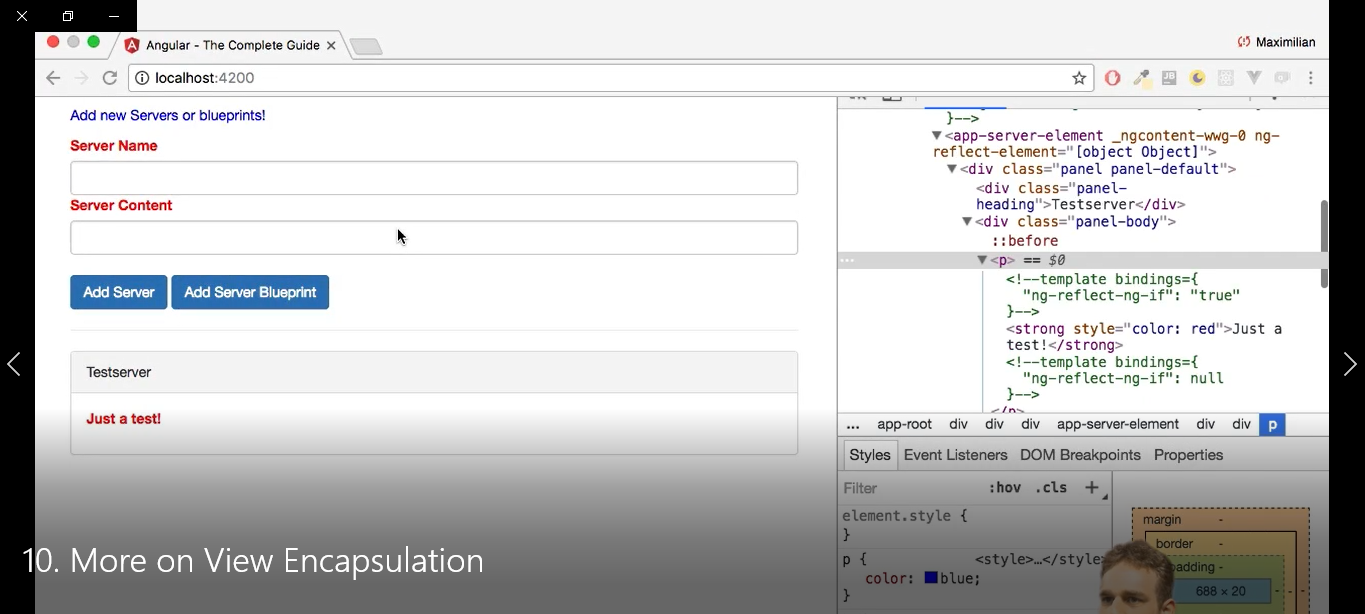 Angular - The Complete Guide
Maximilian
localhost:4200
Add new Servers or blueprints!
Server Name
Server Content
Add Server
Add Server Blueprint
Testserver
Just a test!
}-->
▼<app-server-element _ngcontent-wwg-0 ng-
reflect-element="[object Object]">
▼<div class="panel panel-default">
<div class="panel-
heading">Testserver</div>
▼<div class="panel-body">
::before
… ▼<p> == $0
<!--template bindings={
"ng-reflect-ng-if": "true"
}-->
<strong style="color: red">Just a
test!</strong>
<!--template bindings={
"ng-reflect-ng-if": null
}-->
</p>
... app-root div div div app-server-element div div p
Styles Event Listeners DOM Breakpoints Properties
Filter :hov .cls +
element.style {
}
p { <style>…</style>
color: blue;
}
margin -
border -
padding -
688 × 20
10. More on View Encapsulation